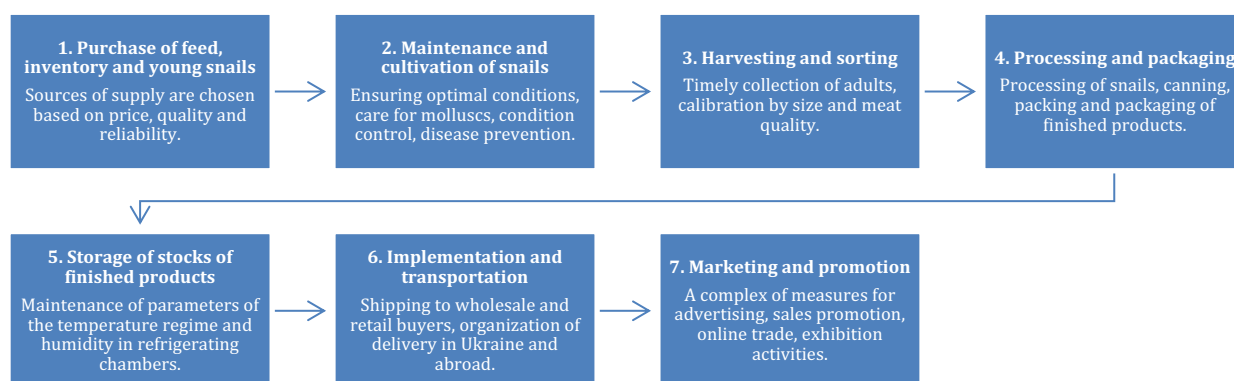 1. Purchase of feed,
inventory and young snails
Sources of supply are chosen
based on price, quality and
reliability.
2. Maintenance and
cultivation of snails
Ensuring optimal conditions,
care for molluscs, condition
control, disease prevention.
3. Harvesting and sorting
Timely collection of adults,
calibration by size and meat
quality.
4. Processing and packaging
Processing of snails, canning,
packing and packaging of
finished products.
5. Storage of stocks of
finished products
Maintenance of parameters of
the temperature regime and
humidity in refrigerating
chambers.
6. Implementation and
transportation
Shipping to wholesale and
retail buyers, organization of
delivery in Ukraine and
abroad.
7. Marketing and promotion
A complex of measures for
advertising, sales promotion,
online trade, exhibition
activities.